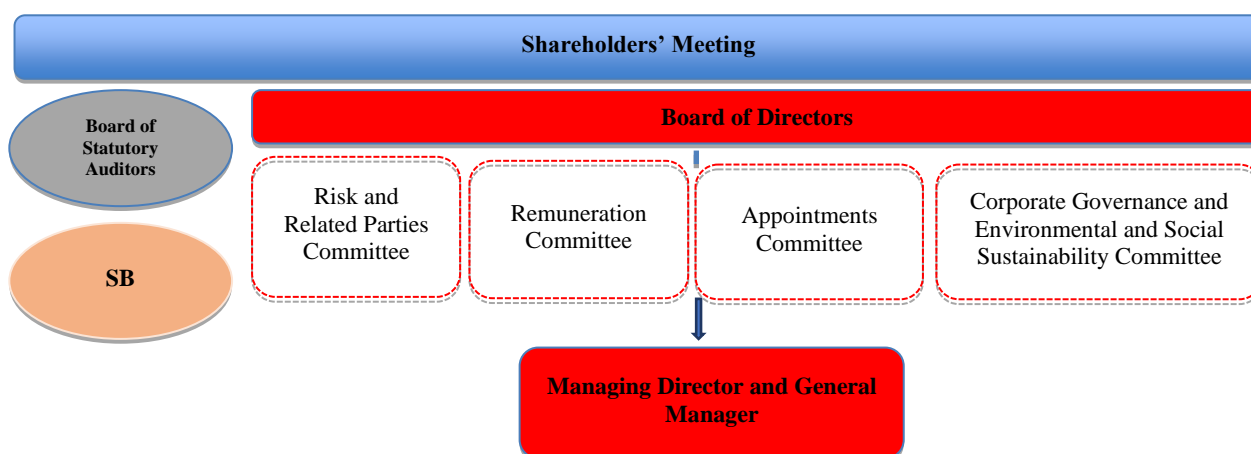 Shareholders’ Meeting
Board of
Statutory
Auditors
Board of Directors
Risk and
Related Parties
Committee
Remuneration
Committee
Appointments
Committee
Corporate Governance and
Environmental and Social
Sustainability Committee
SB
Managing Director and General
Manager